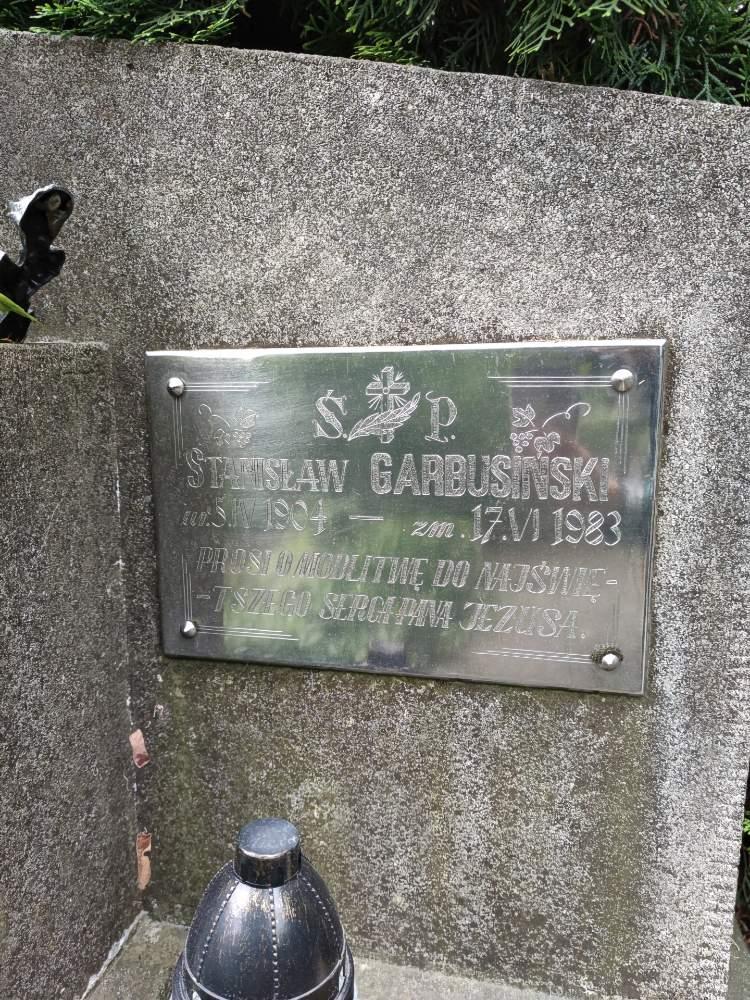 Ś. P.
STANISŁAW GARBUSIŃSKI
ur. 5.IV 1904 — zm. 17.VI 1983
PROSI O MODLITWĘ DO NAJŚWIĘ-
-TSZEGO SERCA PANA JEZUSA.